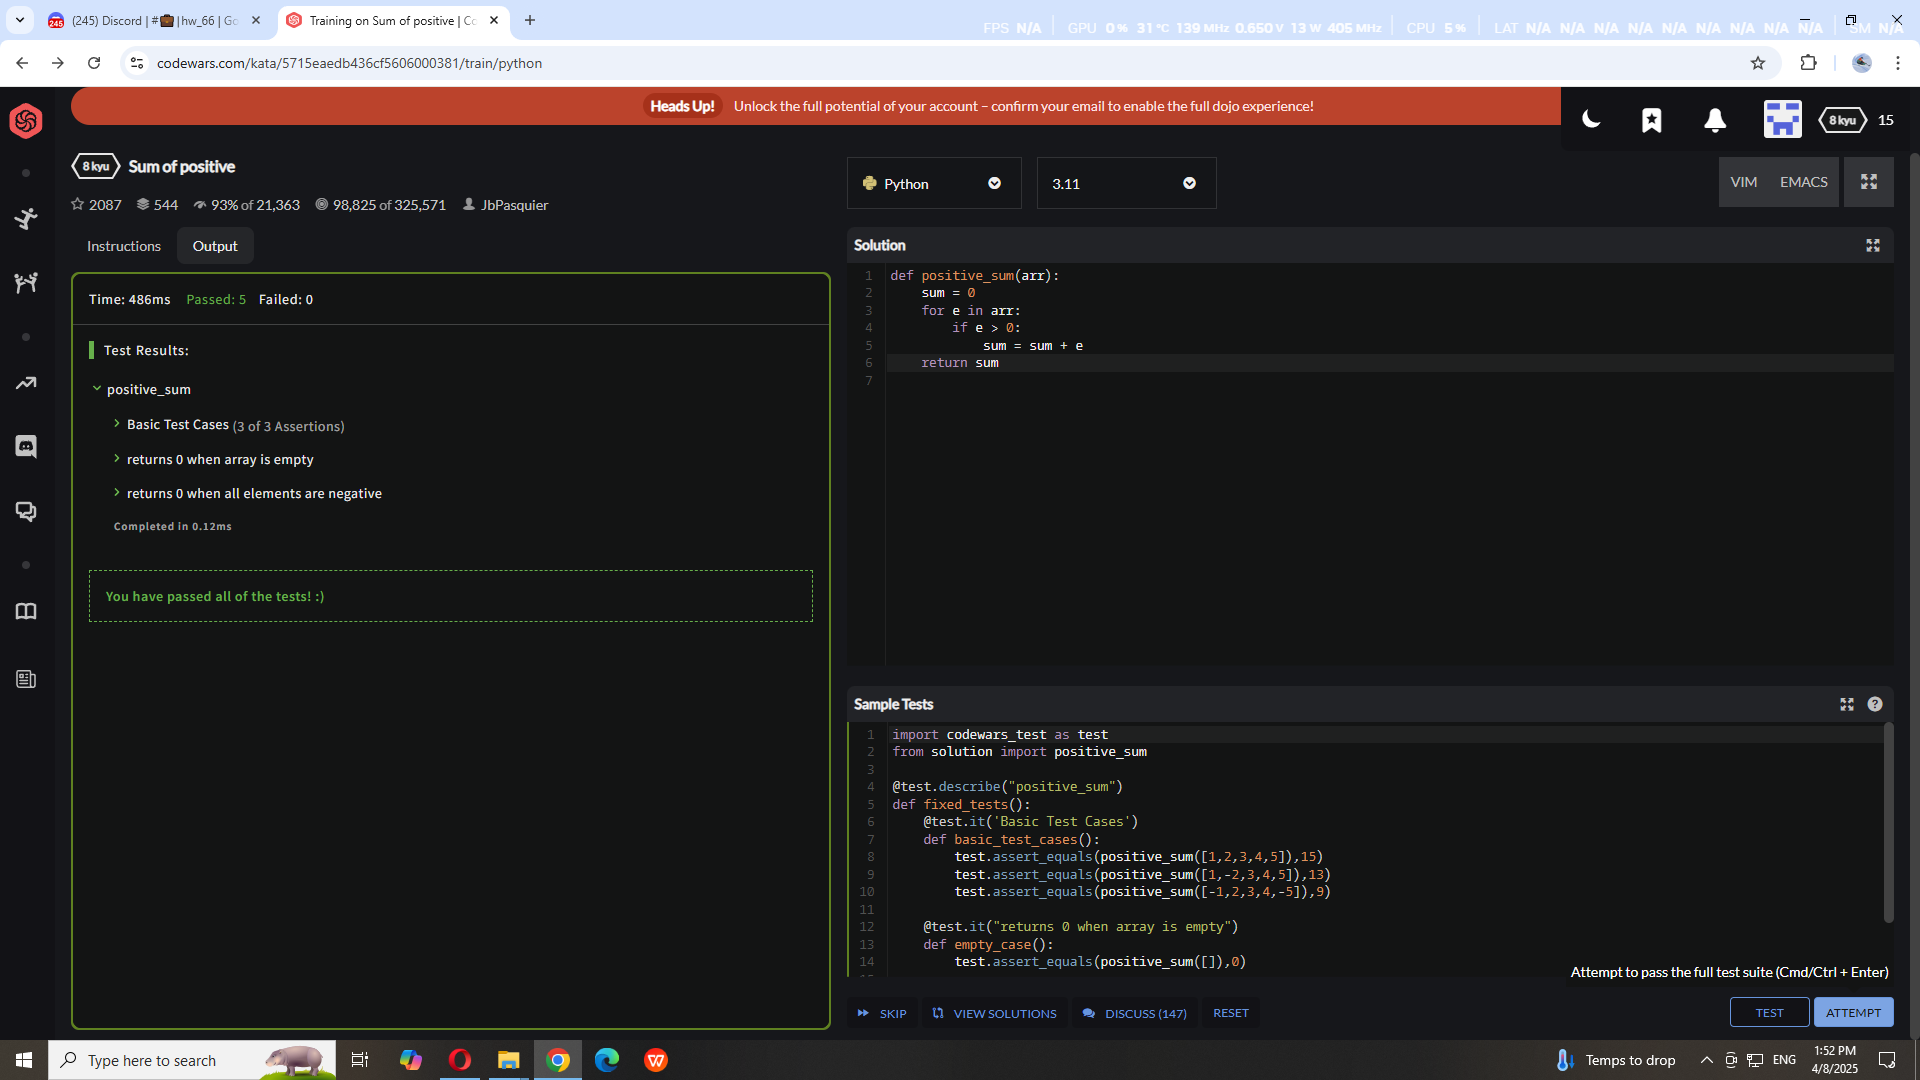 (245) Discord | #💼|hw_66 | Go
Training on Sum of positive | Co
FPS N/A GPU 0% 31°C 139 MHz 0.650 V 13 W 405 MHz CPU 5% LAT N/A N/A N/A N/A N/A N/A N/A N/A N/A SM N/A
codewars.com/kata/5715eaedb436cf5606000381/train/python
Heads Up! Unlock the full potential of your account – confirm your email to enable the full dojo experience!
8 kyu 15
8 kyu Sum of positive
2087 544 93% of 21,363 98,825 of 325,571 JbPasquier
Python
3.11
VIM EMACS
Instructions Output
Time: 486ms Passed: 5 Failed: 0
Test Results:
positive_sum
Basic Test Cases (3 of 3 Assertions)
returns 0 when array is empty
returns 0 when all elements are negative
Completed in 0.12ms
You have passed all of the tests! :)
Solution
1 def positive_sum(arr):
2     sum = 0
3     for e in arr:
4         if e > 0:
5             sum = sum + e
6     return sum
7
Sample Tests
1 import codewars_test as test
2 from solution import positive_sum
3
4 @test.describe("positive_sum")
5 def fixed_tests():
6     @test.it('Basic Test Cases')
7     def basic_test_cases():
8         test.assert_equals(positive_sum([1,2,3,4,5]),15)
9         test.assert_equals(positive_sum([1,-2,3,4,5]),13)
10         test.assert_equals(positive_sum([-1,2,3,4,-5]),9)
11
12     @test.it("returns 0 when array is empty")
13     def empty_case():
14         test.assert_equals(positive_sum([]),0)
Attempt to pass the full test suite (Cmd/Ctrl + Enter)
SKIP VIEW SOLUTIONS DISCUSS (147) RESET
TEST ATTEMPT
Type here to search
Temps to drop
ENG
1:52 PM
4/8/2025